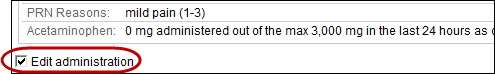 PRN Reasons: mild pain (1-3)
Acetaminophen: 0 mg administered out of the max 3,000 mg in the last 24 hours as
Edit administration